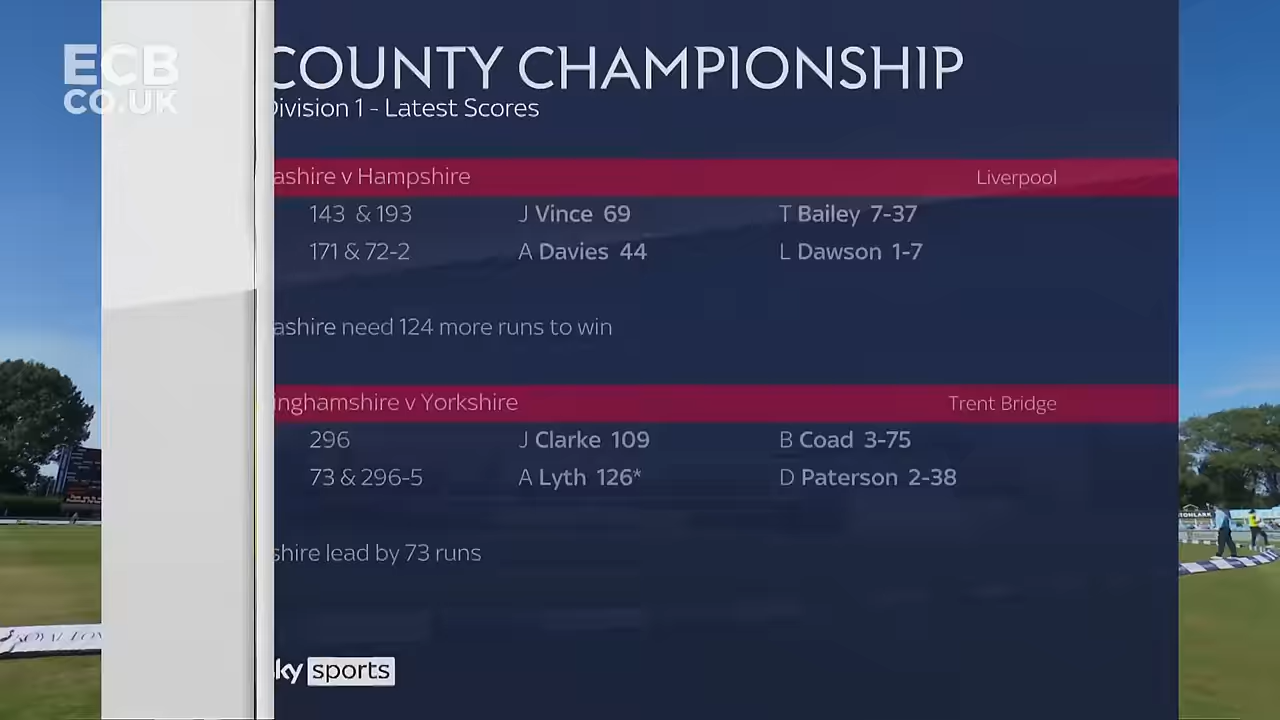 ECB
CO.UK
COUNTY CHAMPIONSHIP
Division 1 - Latest Scores
ashire v Hampshire Liverpool
143 & 193 J Vince 69 T Bailey 7-37
171 & 72-2 A Davies 44 L Dawson 1-7
ashire need 124 more runs to win
inghamshire v Yorkshire Trent Bridge
296 J Clarke 109 B Coad 3-75
73 & 296-5 A Lyth 126* D Paterson 2-38
shire lead by 73 runs
ky sports